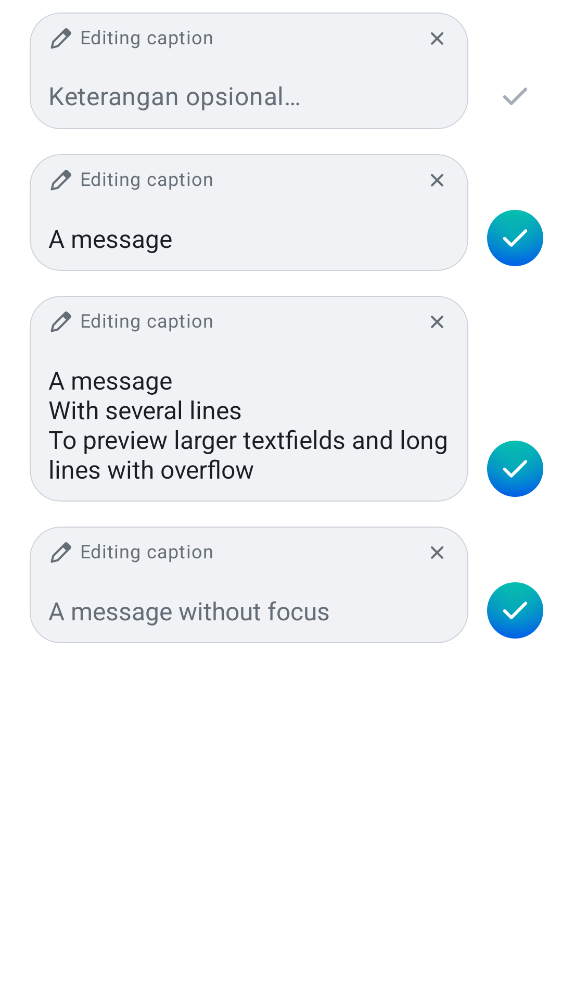 Editing caption
Keterangan opsional…
Editing caption
A message
Editing caption
A message
With several lines
To preview larger textfields and long
lines with overflow
Editing caption
A message without focus